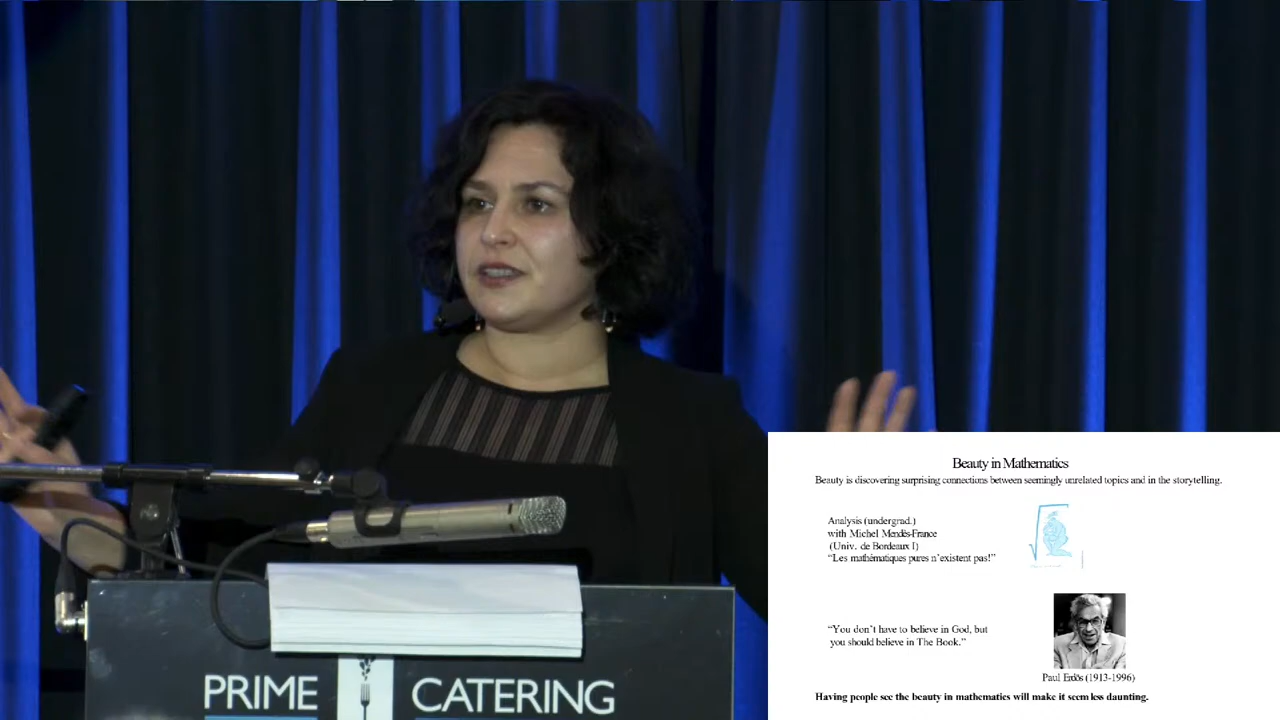 Beauty in Mathematics
Beauty is discovering surprising connections between seemingly unrelated topics and in the storytelling.
Analysis (undergrad.)
with Michel Mendès-France
(Univ. de Bordeaux I)
“Les mathématiques pures n’existent pas!”
“You don’t have to believe in God, but
you should believe in The Book.”
Paul Erdös (1913-1996)
Having people see the beauty in mathematics will make it seem less daunting.
PRIME CATERING